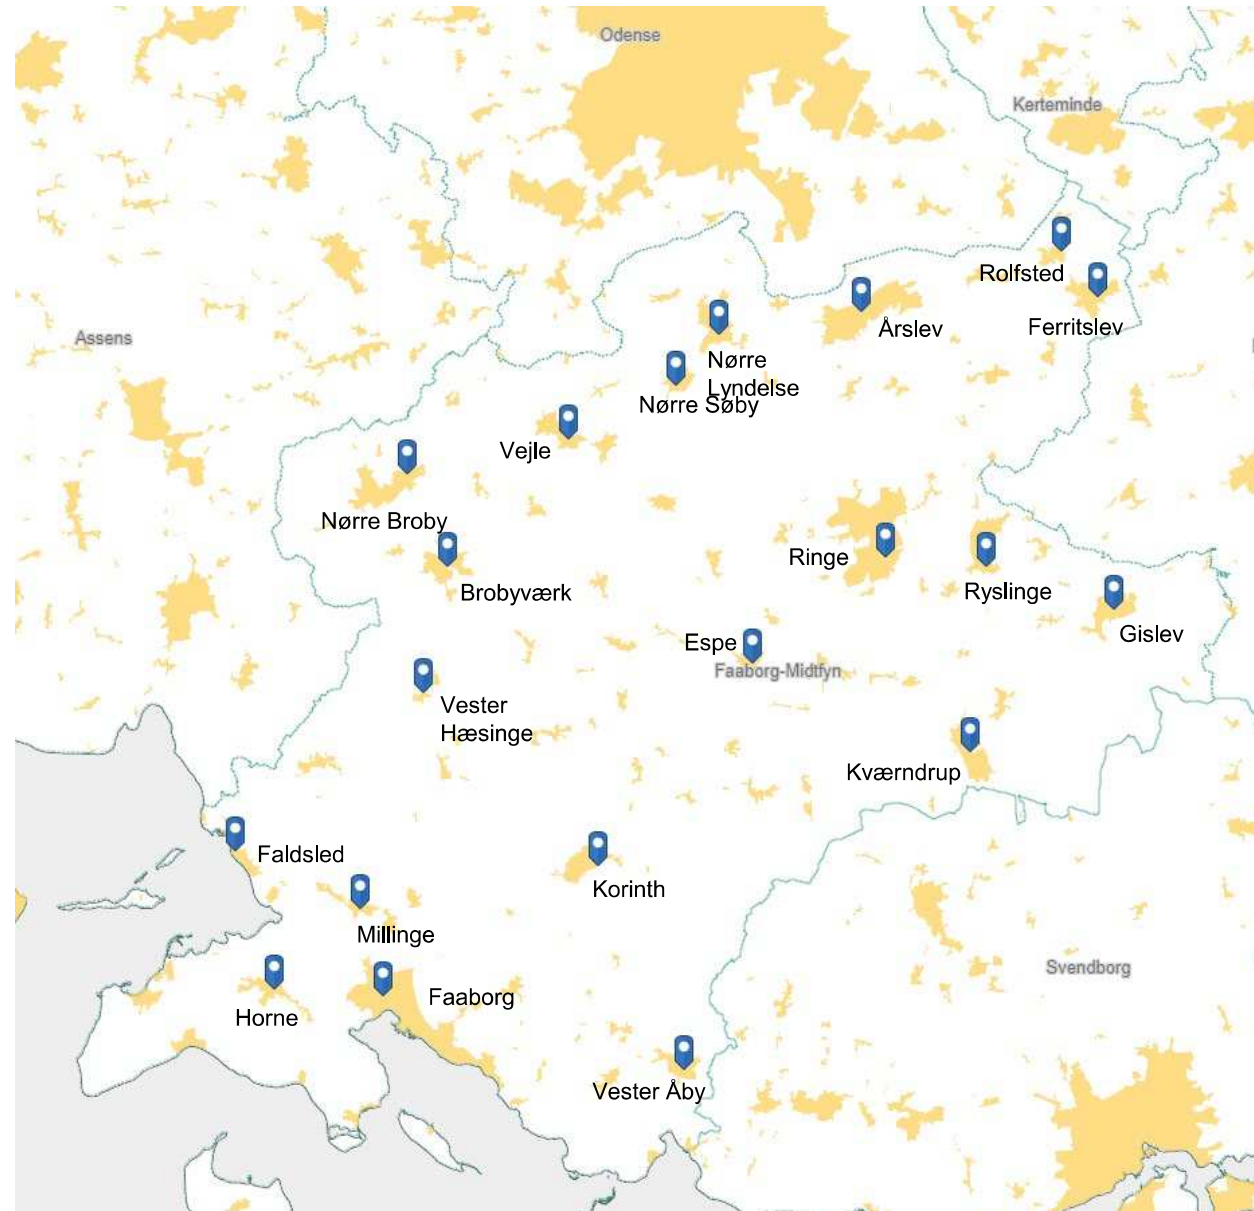 Odense
Kerteminde
Rolfsted
Ferritslev
Årslev
Assens
Nørre
Lyndelse
Nørre Søby
Vejle
Nørre Broby
Ringe
Brobyværk
Ryslinge
Gislev
Espe
Faaborg-Midtfyn
Vester
Hæsinge
Kværndrup
Faldsled
Korinth
Millinge
Svendborg
Faaborg
Horne
Vester Åby